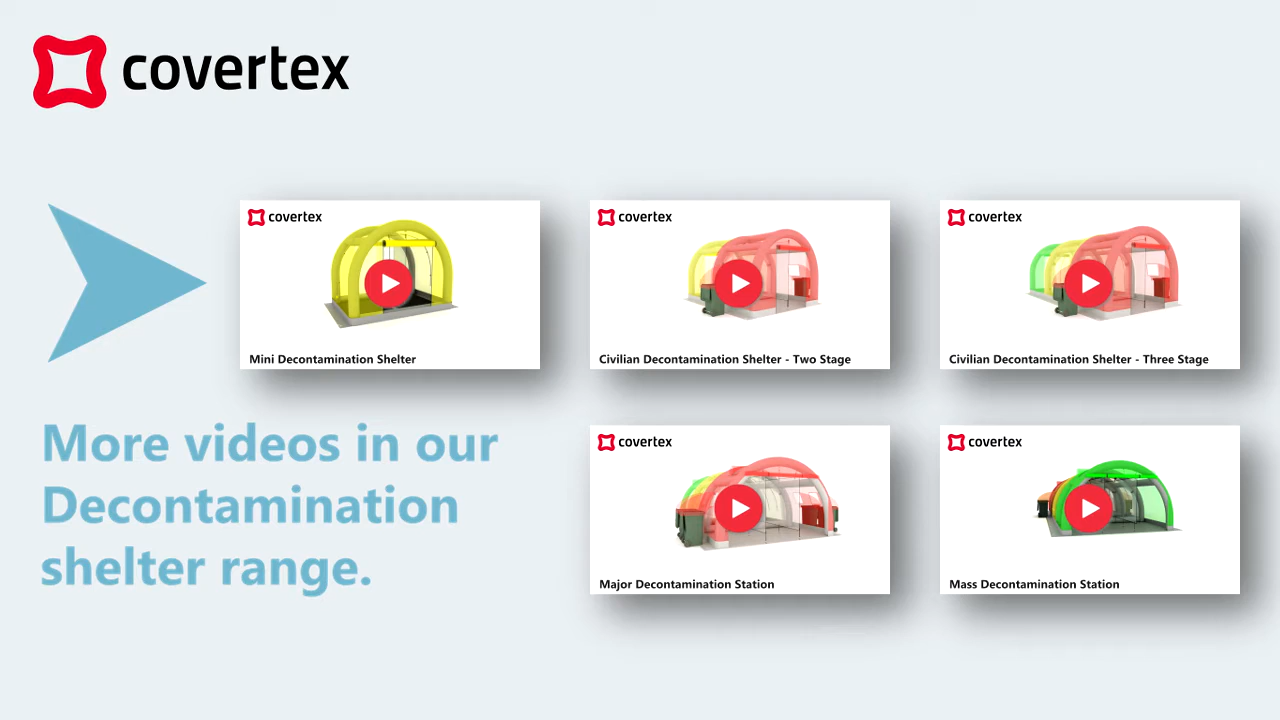 covertex
covertex
Mini Decontamination Shelter
covertex
Civilian Decontamination Shelter - Two Stage
covertex
Civilian Decontamination Shelter - Three Stage
More videos in our
Decontamination
shelter range.
covertex
Major Decontamination Station
covertex
Mass Decontamination Station